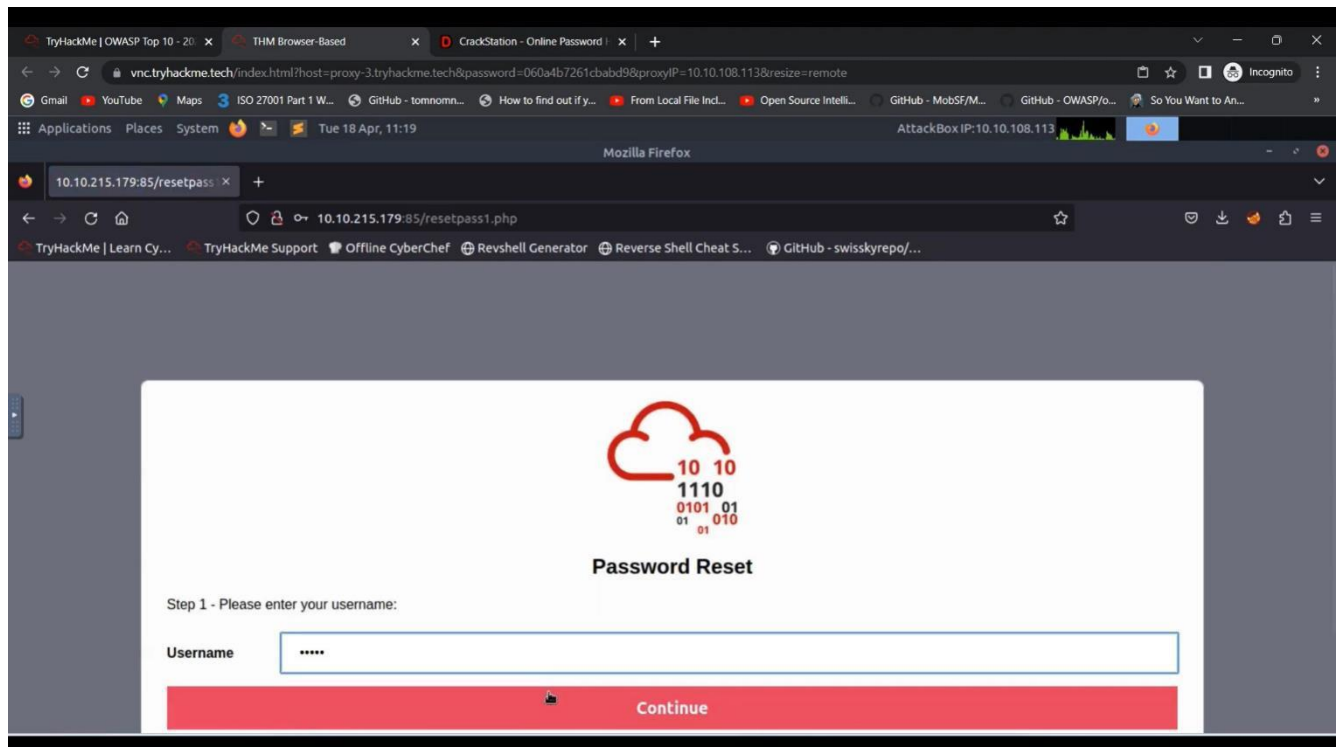 TryHackMe | OWASP Top 10 - 20
THM Browser-Based
CrackStation - Online Password H
vnc.tryhackme.tech/index.html?host=proxy-3.tryhackme.tech&password=060a4b7261cbabd9&proxyIP=10.10.108.113&resize=remote
Incognito
Gmail YouTube Maps ISO 27001 Part 1 W... GitHub - tomnomn... How to find out if y... From Local File Incl... Open Source Intelli... GitHub - MobSF/M... GitHub - OWASP/o... So You Want to An... »
Applications Places System Tue 18 Apr, 11:19 AttackBox IP:10.10.108.113
Mozilla Firefox
10.10.215.179:85/resetpass
10.10.215.179:85/resetpass1.php
TryHackMe | Learn Cy... TryHackMe Support Offline CyberChef Revshell Generator Reverse Shell Cheat S... GitHub - swisskyrepo/...
10 10
1110
0101 01
01 010
01
Password Reset
Step 1 - Please enter your username:
Username •••••
Continue